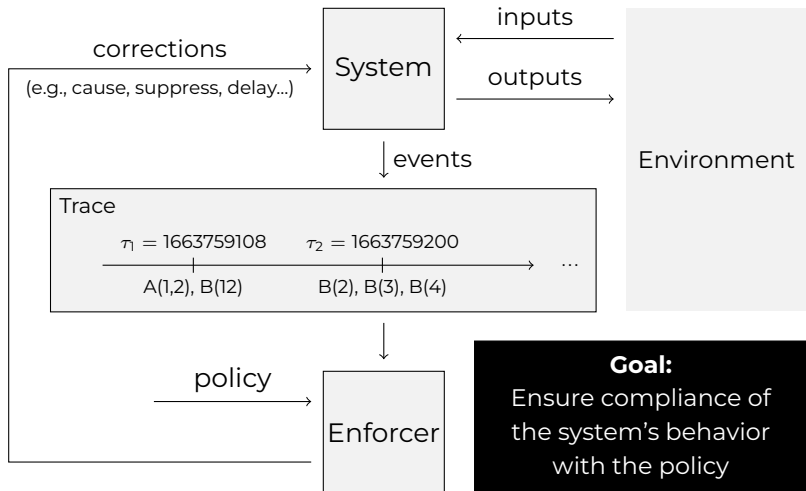 inputs
corrections
System
(e.g., cause, suppress, delay...)
outputs
Environment
events
Trace
τ₁ = 1663759108
τ₂ = 1663759200
...
A(1,2), B(12)
B(2), B(3), B(4)
policy
Enforcer
Goal:
Ensure compliance of
the system's behavior
with the policy